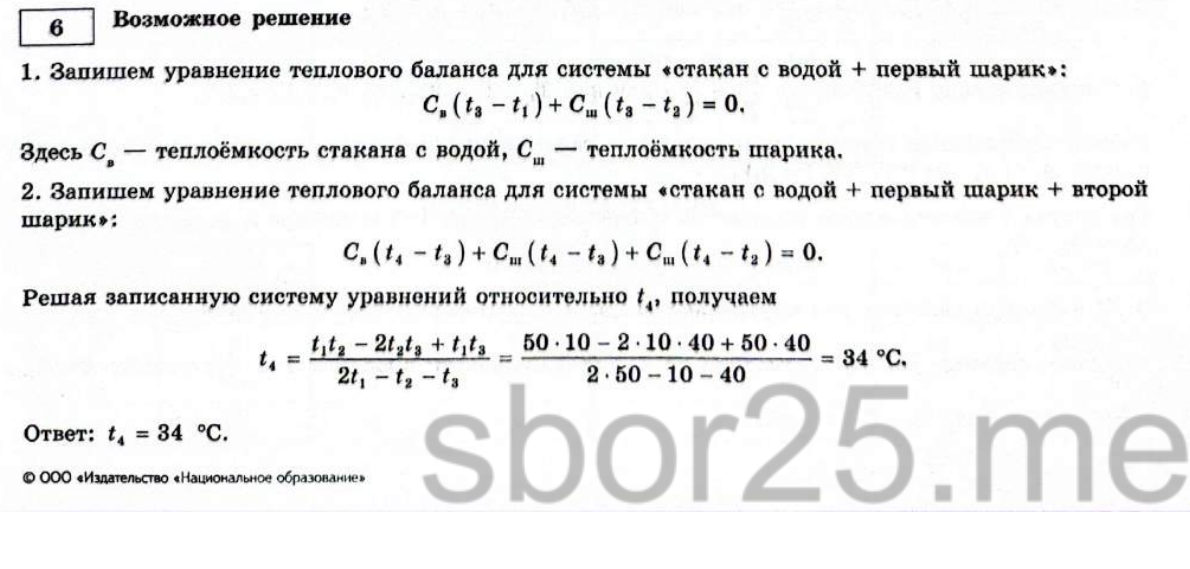 6 Возможное решение
1. Запишем уравнение теплового баланса для системы «стакан с водой + первый шарик»:
Cв (t₃ − t₁) + Cш (t₃ − t₂) = 0.
Здесь Cв — теплоёмкость стакана с водой, Cш — теплоёмкость шарика.
2. Запишем уравнение теплового баланса для системы «стакан с водой + первый шарик + второй
шарик»:
Cв (t₄ − t₃) + Cш (t₄ − t₃) + Cш (t₄ − t₂) = 0.
Решая записанную систему уравнений относительно t₄, получаем
t₄ = (t₁t₂ − 2t₂t₃ + t₁t₃) / (2t₁ − t₂ − t₃) = (50 · 10 − 2 · 10 · 40 + 50 · 40) / (2 · 50 − 10 − 40) = 34 °C.
Ответ: t₄ = 34 °C.
© ООО «Издательство «Национальное образование»
sbor25.me